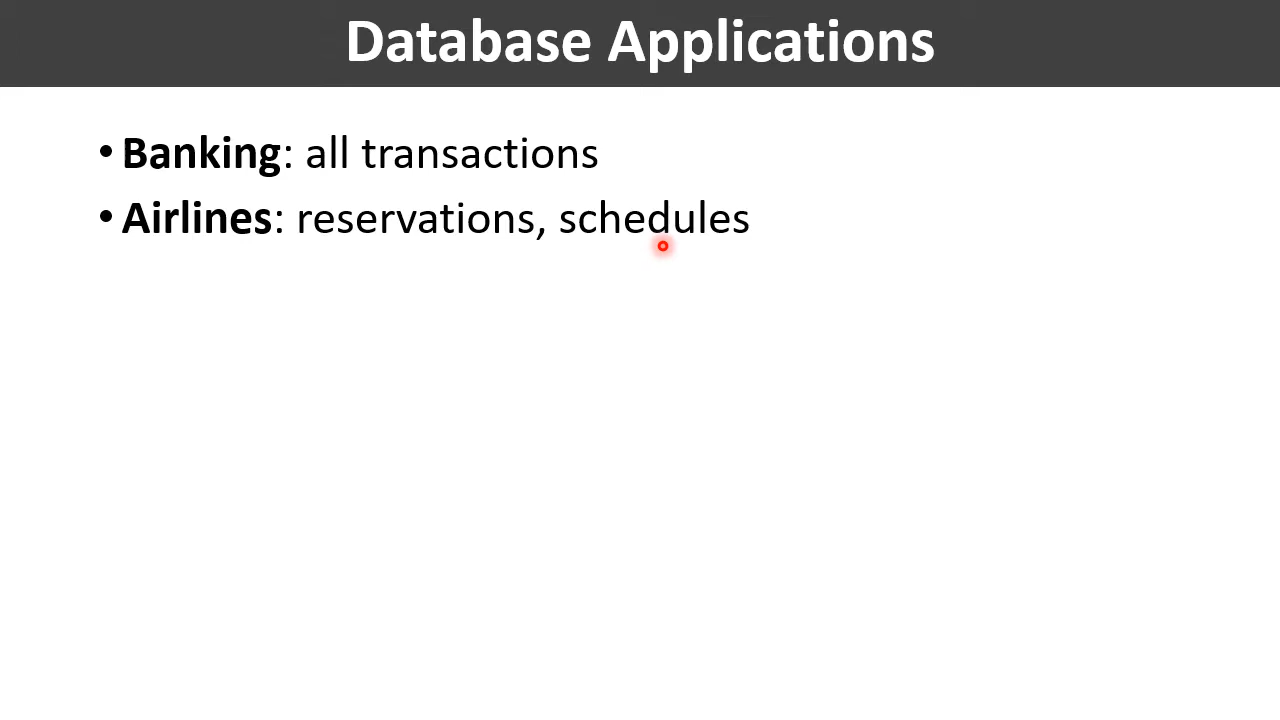 Database Applications
• Banking: all transactions
• Airlines: reservations, schedules